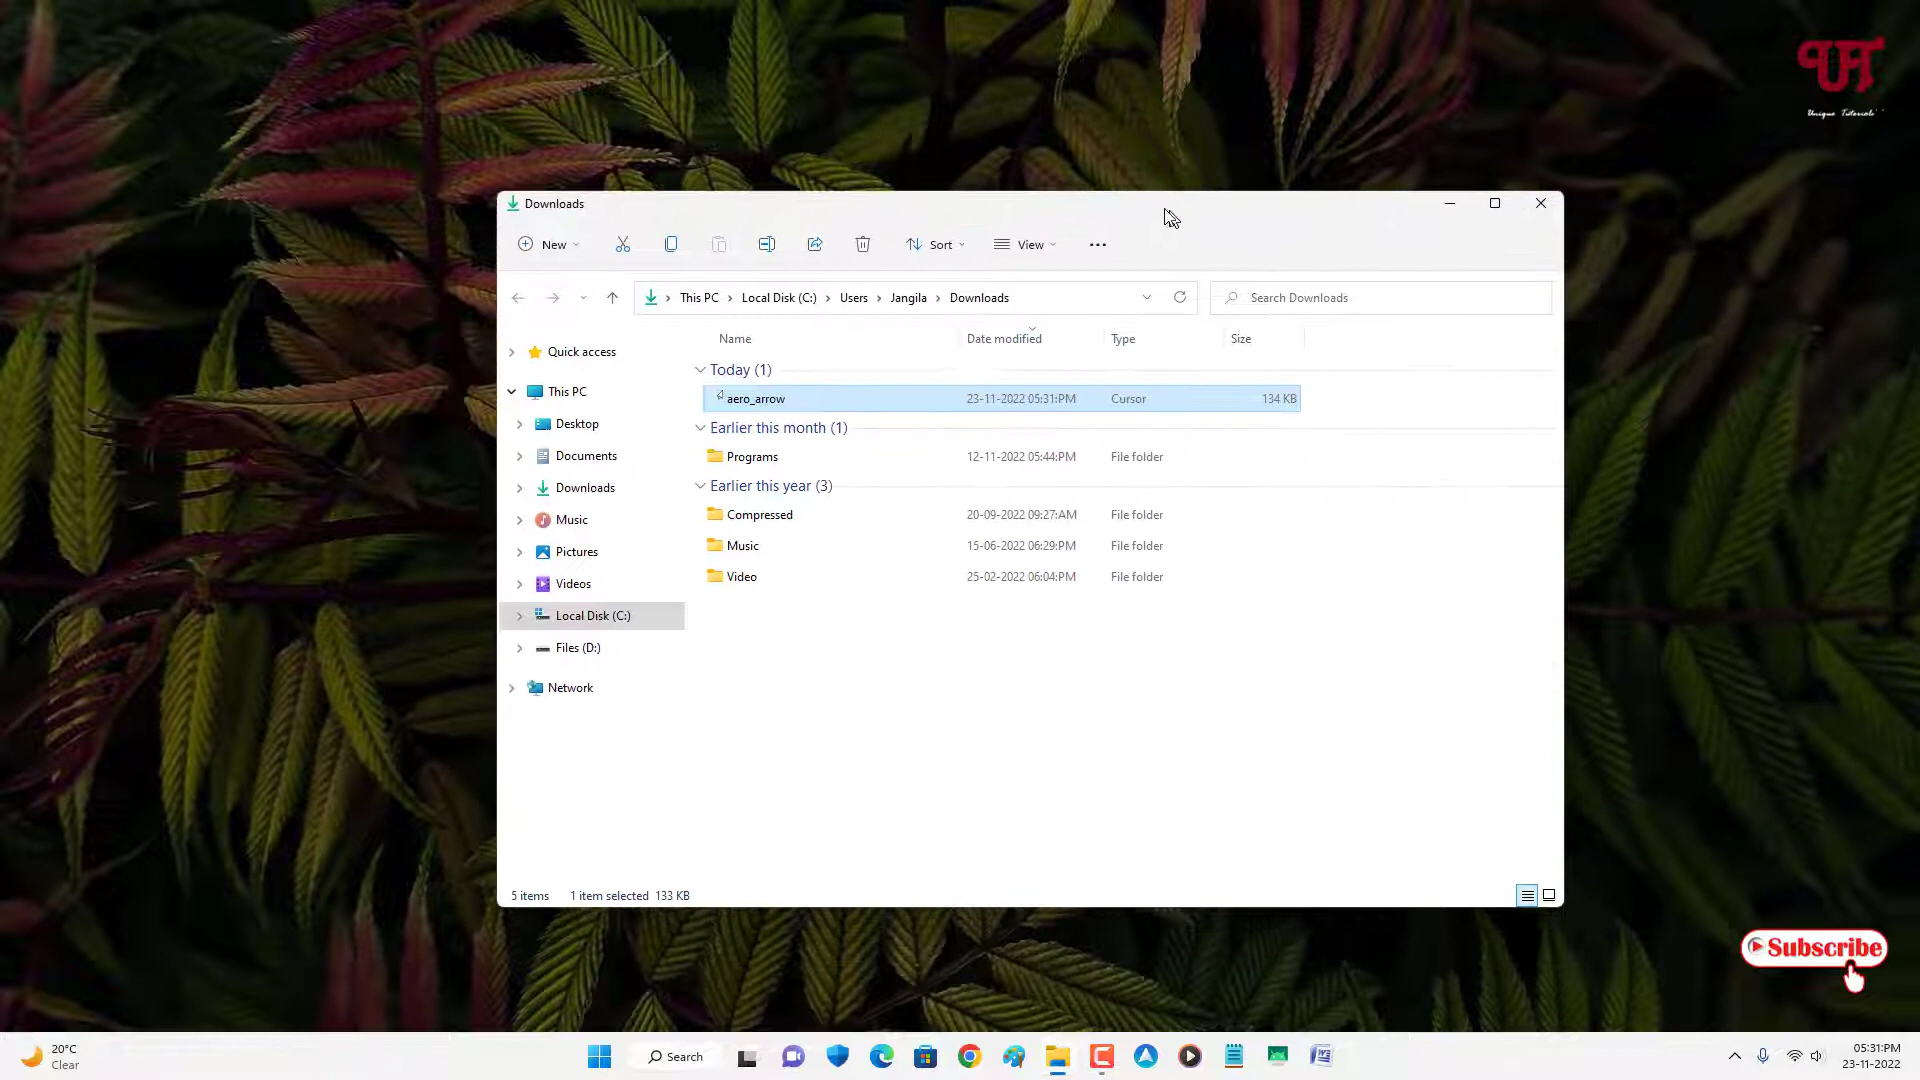 UT
Unique Tutorials
Downloads
New
Sort
View
This PC
Local Disk (C:)
Users
Jangila
Downloads
Search Downloads
Name
Date modified
Type
Size
Quick access
This PC
Desktop
Documents
Downloads
Music
Pictures
Videos
Local Disk (C:)
Files (D:)
Network
Today (1)
aero_arrow 23-11-2022 05:31:PM Cursor 134 KB
Earlier this month (1)
Programs 12-11-2022 05:44:PM File folder
Earlier this year (3)
Compressed 20-09-2022 09:27:AM File folder
Music 15-06-2022 06:29:PM File folder
Video 25-02-2022 06:04:PM File folder
5 items 1 item selected 133 KB
Subscribe
20°C
Clear
Search
05:31:PM
23-11-2022